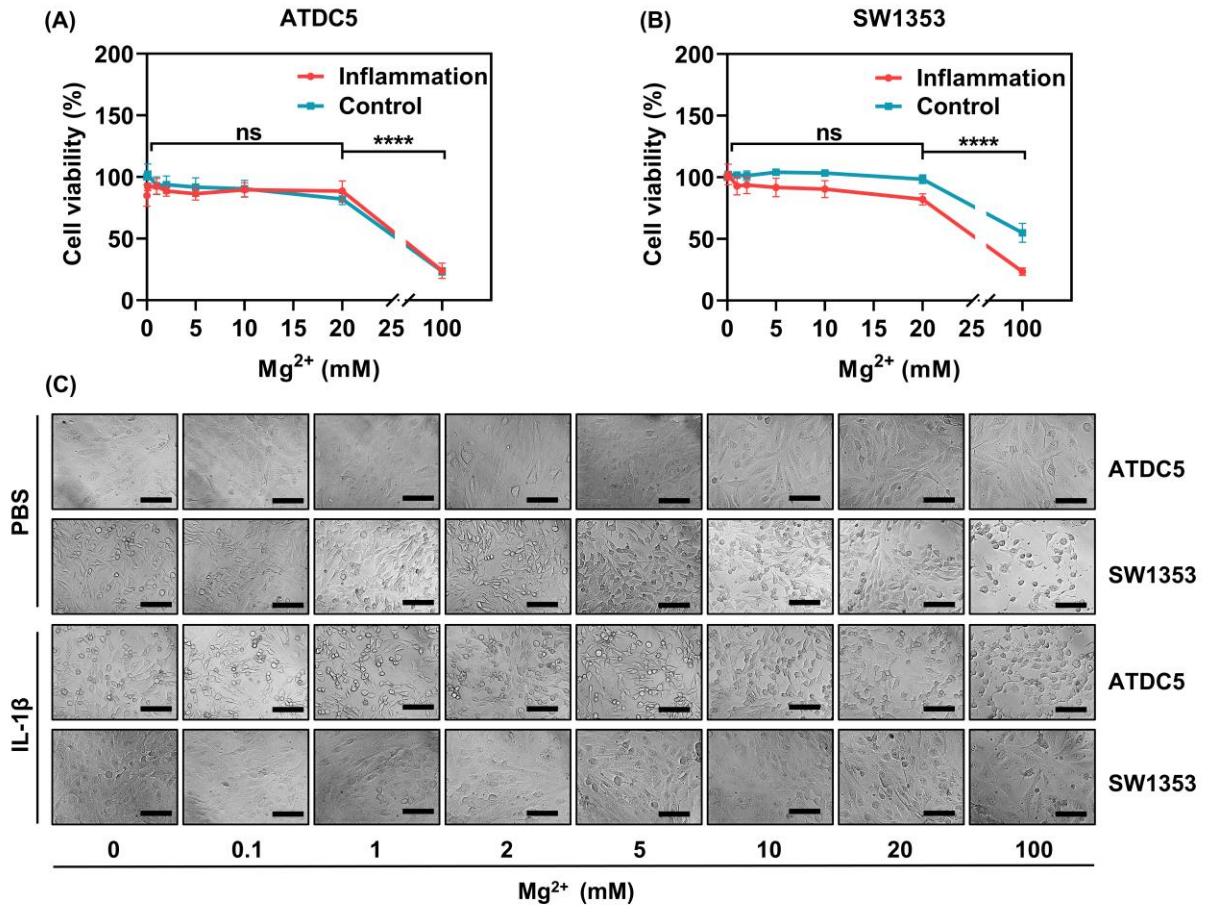 (A) ATDC5
200
150
100
50
0
Cell viability (%)
Inflammation
Control
ns
****
0 5 10 15 20 25 100
Mg²⁺ (mM)
(B) SW1353
200
150
100
50
0
Cell viability (%)
Inflammation
Control
ns
****
0 5 10 15 20 25 100
Mg²⁺ (mM)
(C)
PBS
ATDC5
SW1353
IL-1β
ATDC5
SW1353
0 0.1 1 2 5 10 20 100
Mg²⁺ (mM)